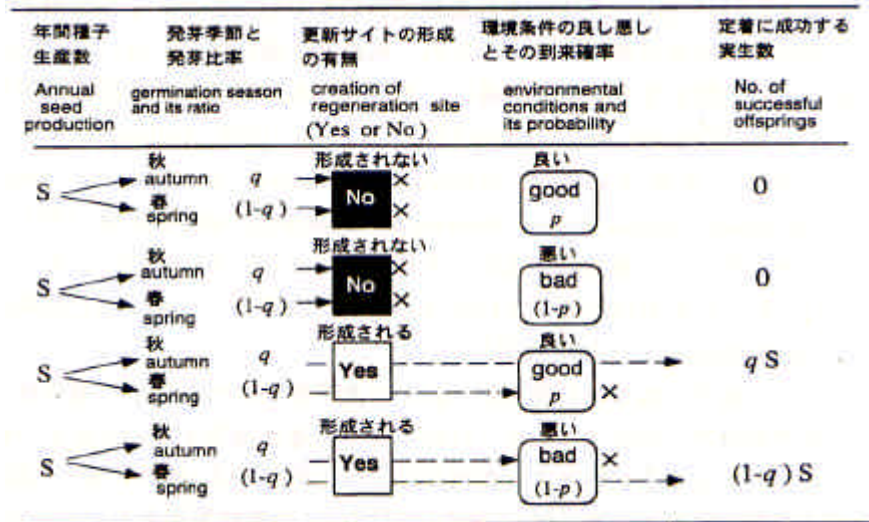 年間種子
生産数
発芽季節と
発芽比率
更新サイトの形成
の有無
環境条件の良し悪し
とその到来確率
定着に成功する
実生数
Annual
seed
production
germination season
and its ratio
creation of
regeneration site
(Yes or No)
environmental
conditions and
its probability
No. of
successful
offsprings
形成されない
良い
S
秋
autumn
q
春
spring
(1-q)
No
×
×
good
p
0
形成されない
悪い
S
秋
autumn
q
春
spring
(1-q)
No
×
×
bad
(1-p)
0
形成される
良い
S
秋
autumn
q
春
spring
(1-q)
Yes
good
p
×
q S
形成される
悪い
S
秋
autumn
q
春
spring
(1-q)
Yes
bad
(1-p)
×
(1-q) S